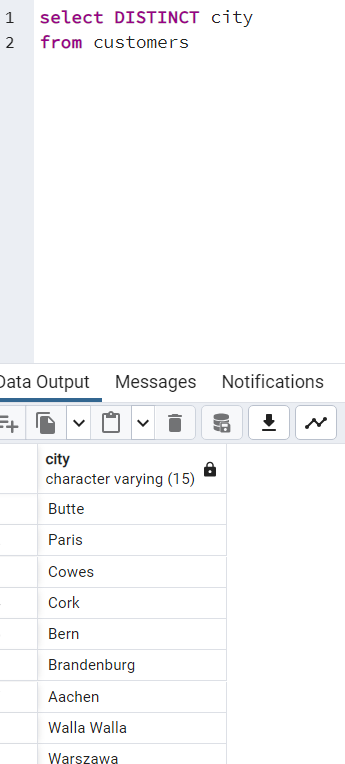 1 select DISTINCT city
2 from customers
Data Output Messages Notifications
city
character varying (15)
Butte
Paris
Cowes
Cork
Bern
Brandenburg
Aachen
Walla Walla
Warszawa